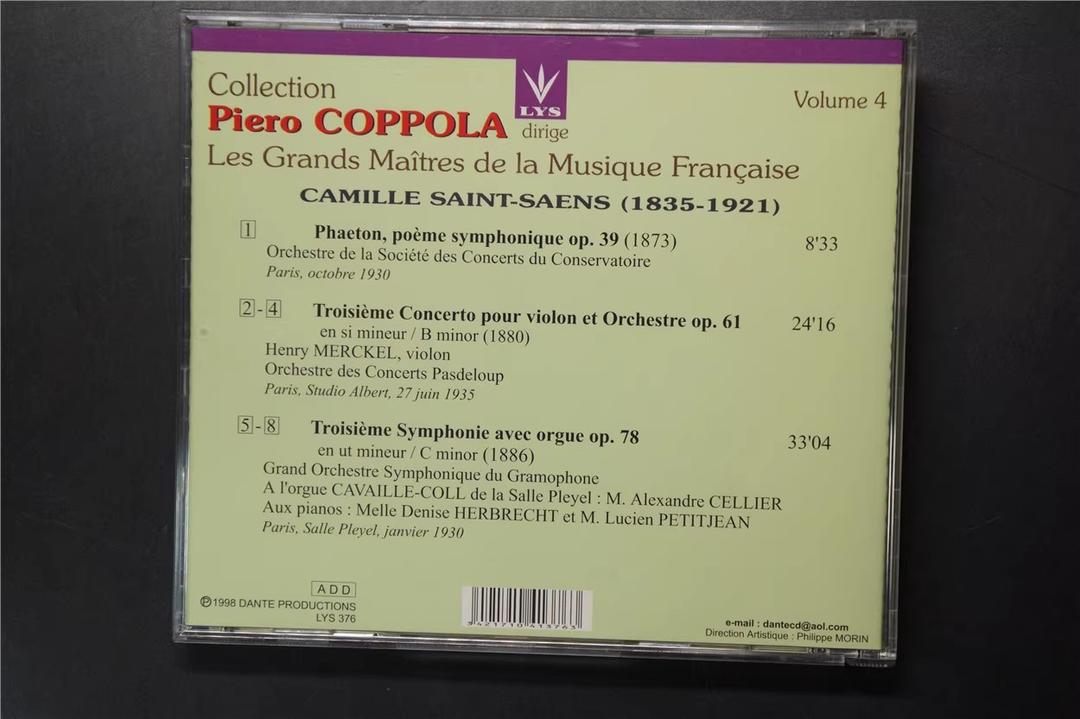 Collection
LYS
Volume 4
Piero COPPOLA dirige
Les Grands Maîtres de la Musique Française
CAMILLE SAINT-SAENS (1835-1921)
1 Phaeton, poème symphonique op. 39 (1873) 8'33
Orchestre de la Société des Concerts du Conservatoire
Paris, octobre 1930
2-4 Troisième Concerto pour violon et Orchestre op. 61 24'16
en si mineur / B minor (1880)
Henry MERCKEL, violon
Orchestre des Concerts Pasdeloup
Paris, Studio Albert, 27 juin 1935
5-8 Troisième Symphonie avec orgue op. 78 33'04
en ut mineur / C minor (1886)
Grand Orchestre Symphonique du Gramophone
A l'orgue CAVAILLE-COLL de la Salle Pleyel : M. Alexandre CELLIER
Aux pianos : Melle Denise HERBRECHT et M. Lucien PETITJEAN
Paris, Salle Pleyel, janvier 1930
ADD
℗1998 DANTE PRODUCTIONS
LYS 376
3 421710 413763
e-mail : dantecd@aol.com
Direction Artistique : Philippe MORIN